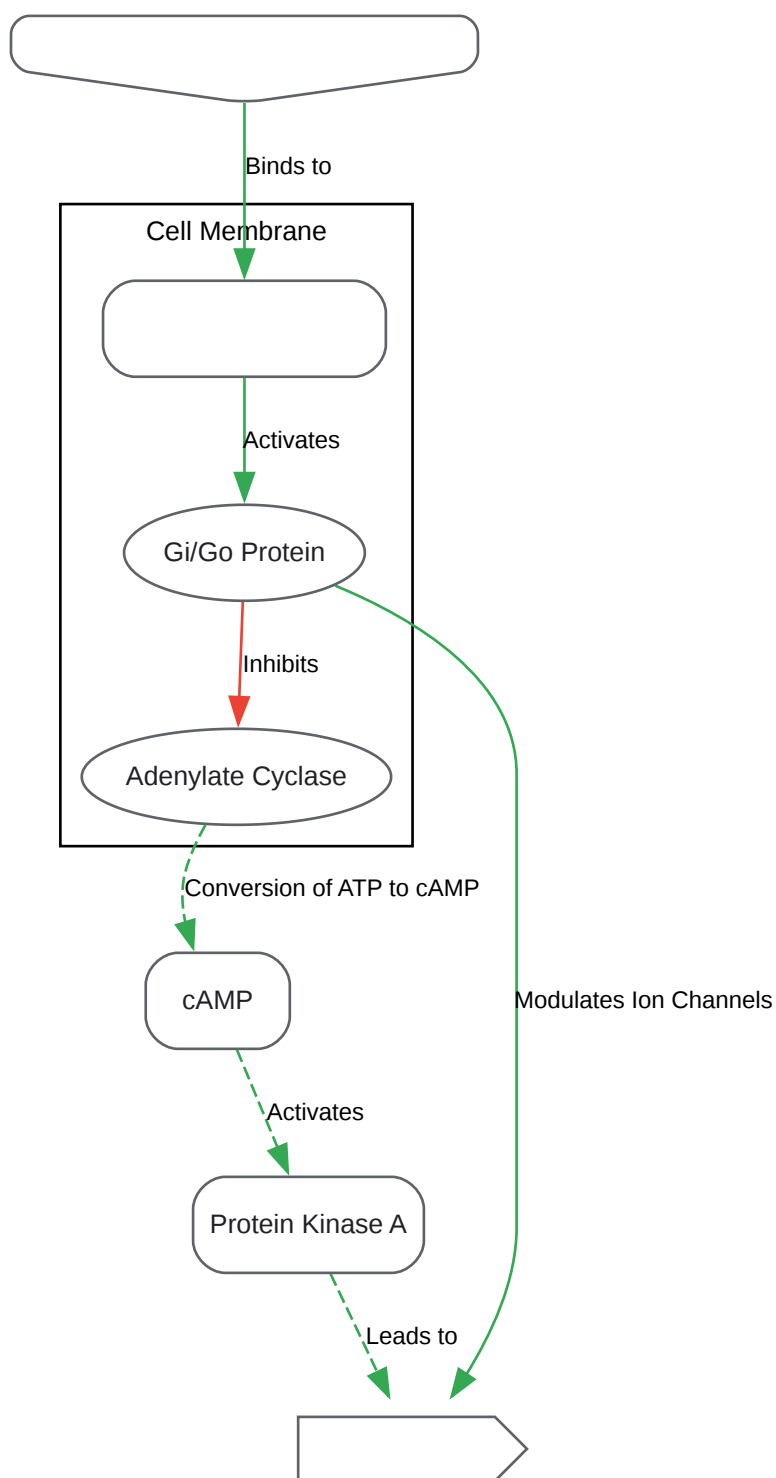 Binds to
Cell Membrane
Activates
Gi/Go Protein
Inhibits
Adenylate Cyclase
Conversion of ATP to cAMP
cAMP
Modulates Ion Channels
Activates
Protein Kinase A
Leads to